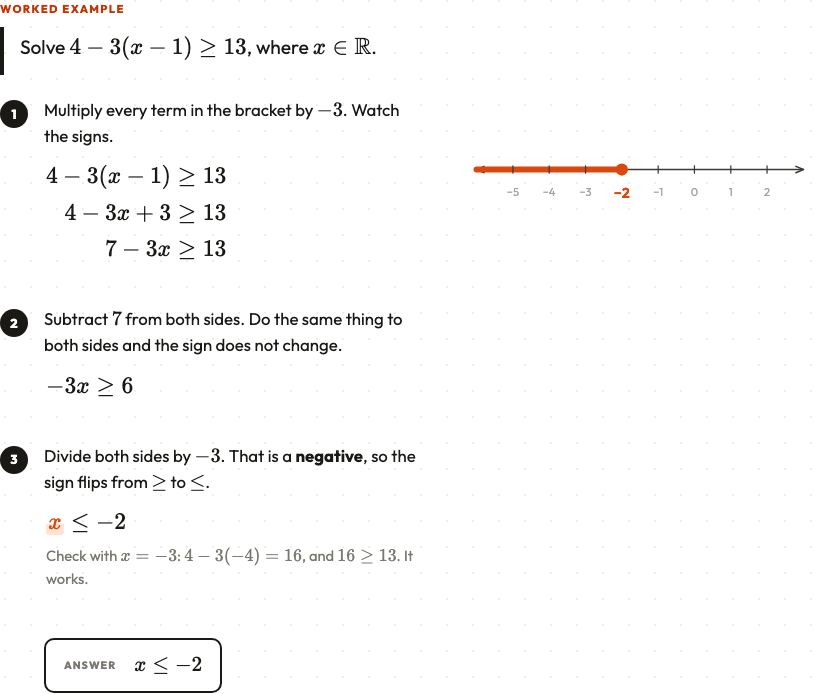 WORKED EXAMPLE
Solve 4 − 3(x − 1) ≥ 13, where x ∈ ℝ.
1
Multiply every term in the bracket by −3. Watch
the signs.
4 − 3(x − 1) ≥ 13
4 − 3x + 3 ≥ 13
7 − 3x ≥ 13
−5 −4 −3 −2 −1 0 1 2
2
Subtract 7 from both sides. Do the same thing to
both sides and the sign does not change.
−3x ≥ 6
3
Divide both sides by −3. That is a negative, so the
sign flips from ≥ to ≤.
x ≤ −2
Check with x = −3: 4 − 3(−4) = 16, and 16 ≥ 13. It
works.
ANSWER x ≤ −2